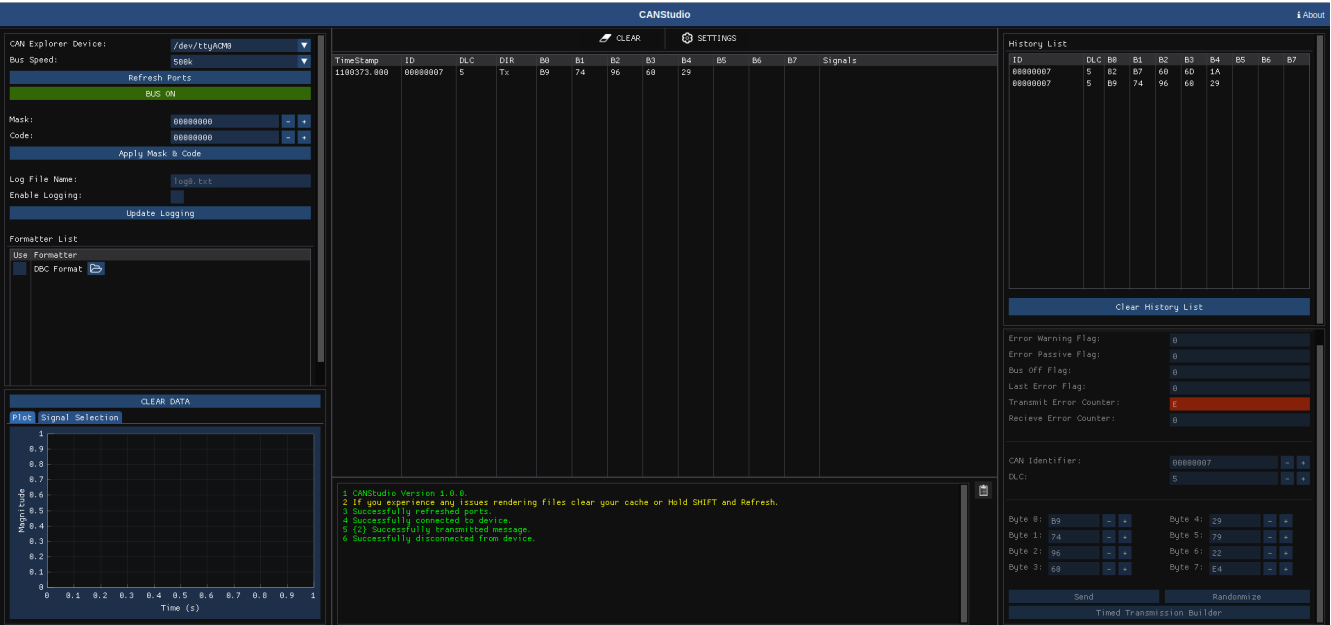 CANStudio
About
CAN Explorer Device: /dev/ttyACM0
Bus Speed: 500k
Refresh Ports
BUS ON
Mask: 00000000 - +
Code: 00000000 - +
Apply Mask & Code
Log File Name: log0.txt
Enable Logging:
Update Logging
Formatter List
Use Formatter
DBC Format
CLEAR DATA
Plot Signal Selection
1
0.9
0.8
0.7
0.6
0.5
0.4
0.3
0.2
0.1
0
Magnitude
0 0.1 0.2 0.3 0.4 0.5 0.6 0.7 0.8 0.9 1
Time (s)
CLEAR SETTINGS
TimeStamp ID DLC DIR B0 B1 B2 B3 B4 B5 B6 B7 Signals
1100373.000 00000007 5 Tx B9 74 96 60 29
1 CANStudio Version 1.0.0.
2 If you experience any issues rendering files clear your cache or Hold SHIFT and Refresh.
3 Successfully refreshed ports.
4 Successfully connected to device.
5 {2} Successfully transmitted message.
6 Successfully disconnected from device.
History List
ID DLC B0 B1 B2 B3 B4 B5 B6 B7
00000007 5 82 B7 60 6D 1A
00000007 5 B9 74 96 60 29
Clear History List
Error Warning Flag: 0
Error Passive Flag: 0
Bus Off Flag: 0
Last Error Flag: 0
Transmit Error Counter: E
Recieve Error Counter: 0
CAN Identifier: 00000007 - +
DLC: 5 - +
Byte 0: B9 - + Byte 4: 29 - +
Byte 1: 74 - + Byte 5: 79 - +
Byte 2: 96 - + Byte 6: 22 - +
Byte 3: 60 - + Byte 7: E4 - +
Send Randonmize
Timed Transmission Builder